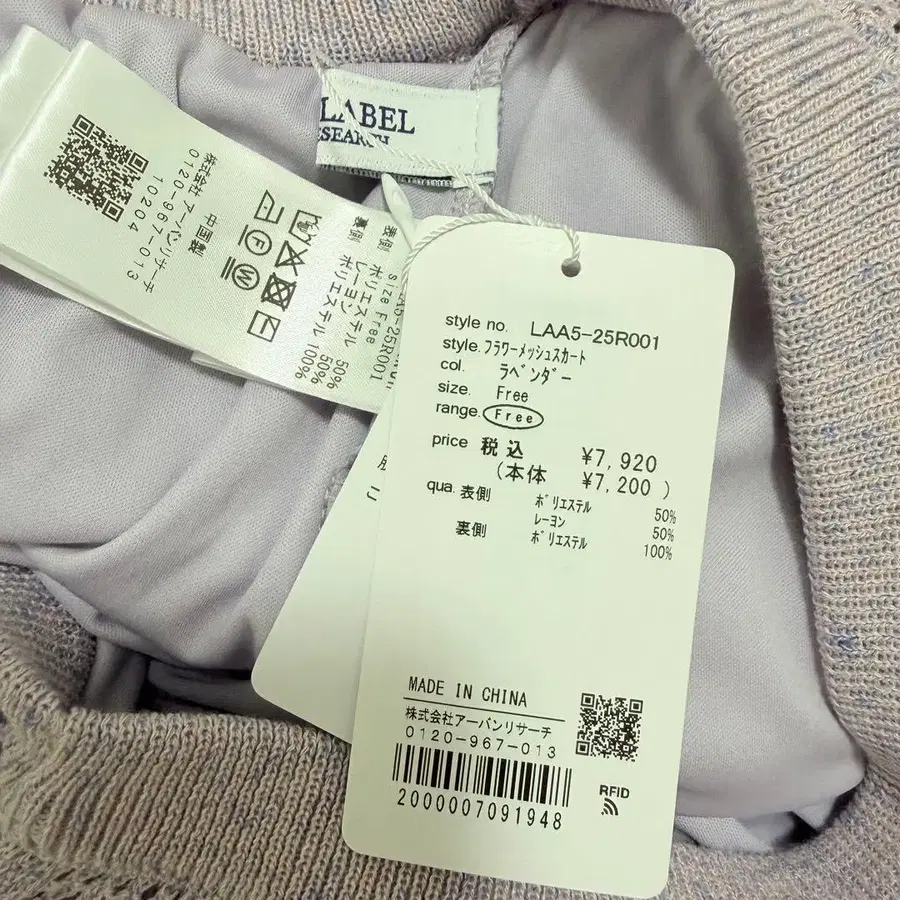 LABEL
SEARCH
style no. LAA5-25R001
style. フラワーメッシュスカート
col. ラベンダー
size. Free
range. Free
price 税込 ¥7,920
(本体 ¥7,200 )
qua. 表側 ポリエステル 50%
レーヨン 50%
裏側 ポリエステル 100%
MADE IN CHINA
株式会社アーバンリサーチ
0120-967-013
2000007091948
RFID
A5-25R001
size Free
表側 ポリエステル 50%
レーヨン 50%
裏側 ポリエステル 100%
F
W
中国製
株式会社 アーバンリサーチ
0120-967-013
10204